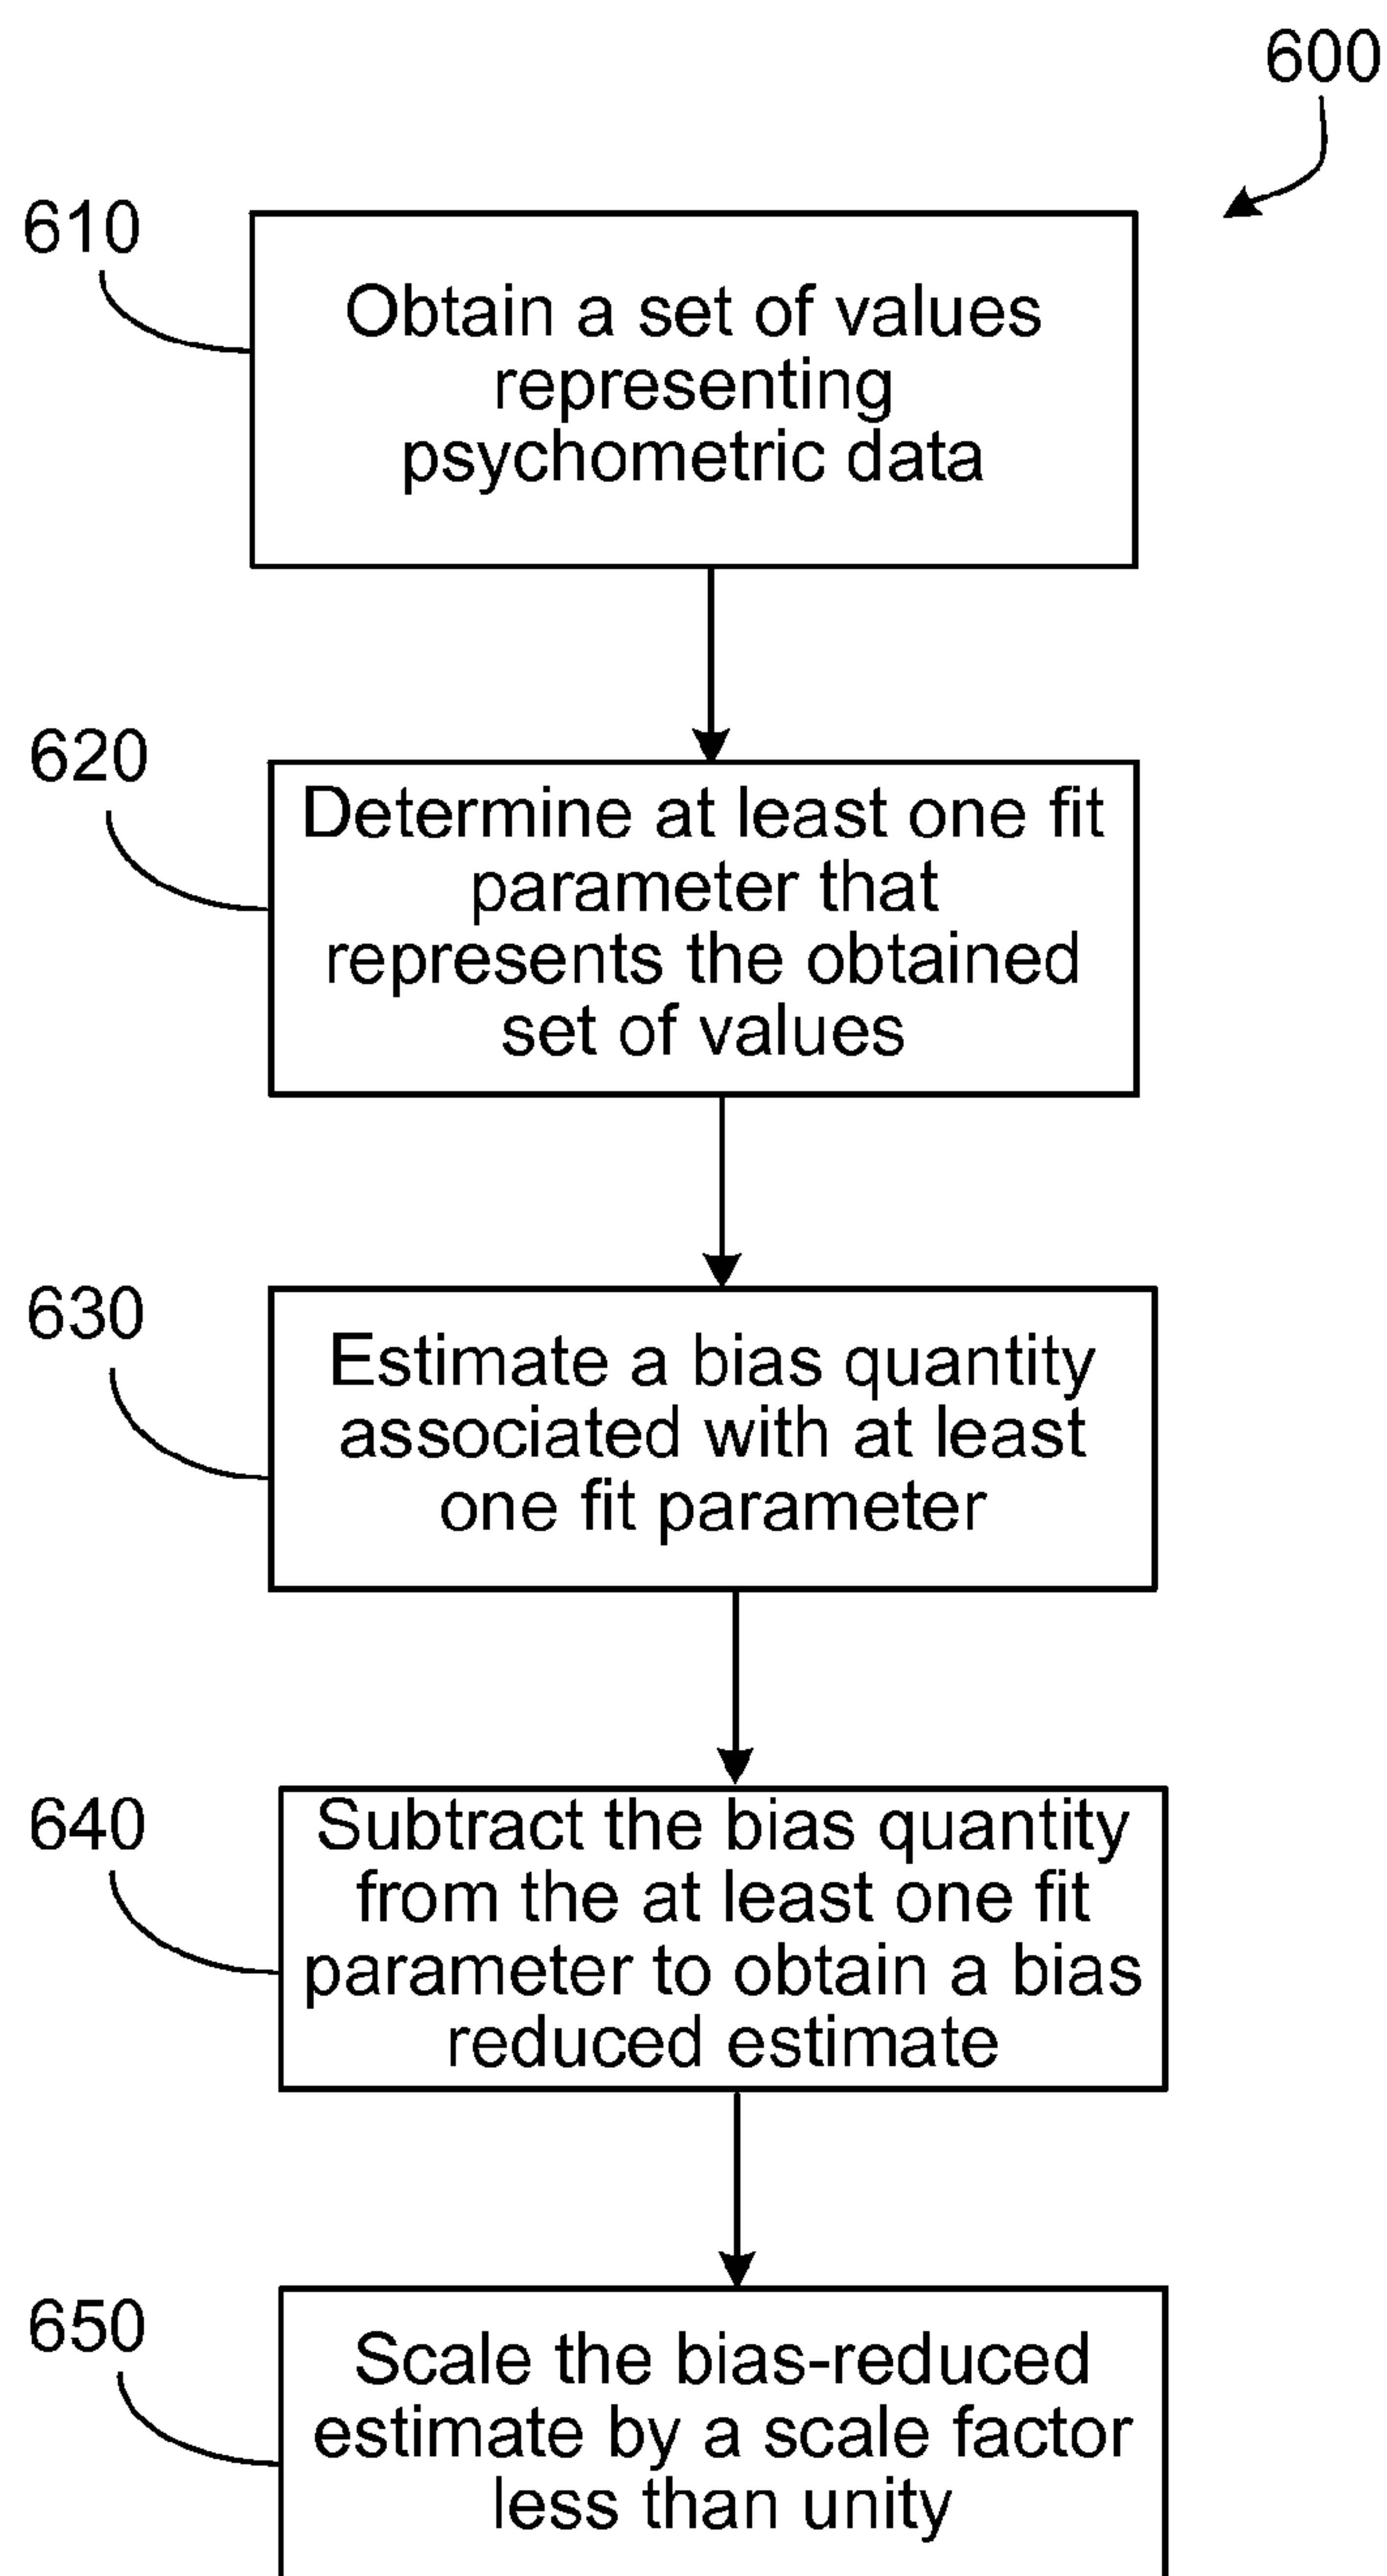 600
610
Obtain a set of values
representing
psychometric data
620
Determine at least one fit
parameter that
represents the obtained
set of values
630
Estimate a bias quantity
associated with at least
one fit parameter
640
Subtract the bias quantity
from the at least one fit
parameter to obtain a bias
reduced estimate
650
Scale the bias-reduced
estimate by a scale factor
less than unity